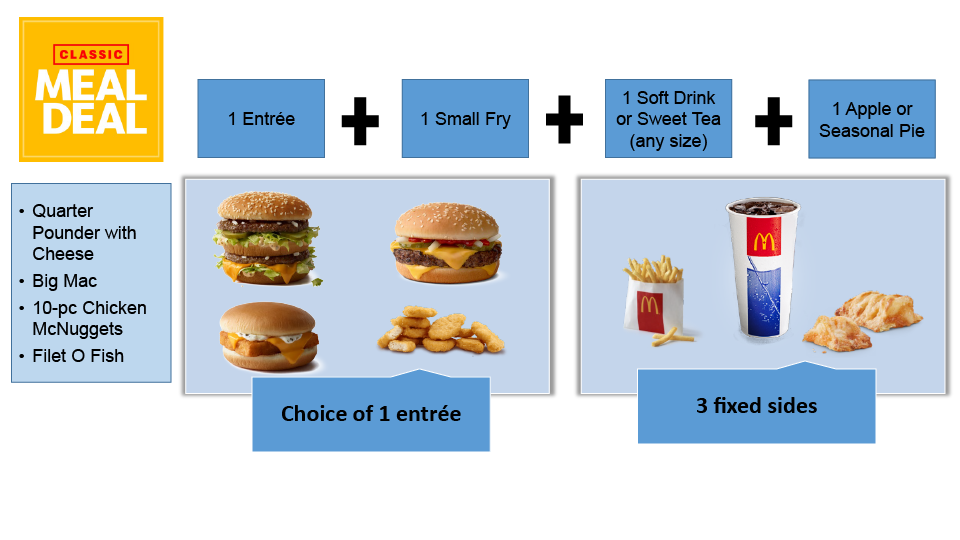 CLASSIC
MEAL
DEAL
1 Entrée
1 Small Fry
1 Soft Drink
or Sweet Tea
(any size)
1 Apple or
Seasonal Pie
• Quarter
Pounder with
Cheese
• Big Mac
• 10-pc Chicken
McNuggets
• Filet O Fish
Choice of 1 entrée
3 fixed sides